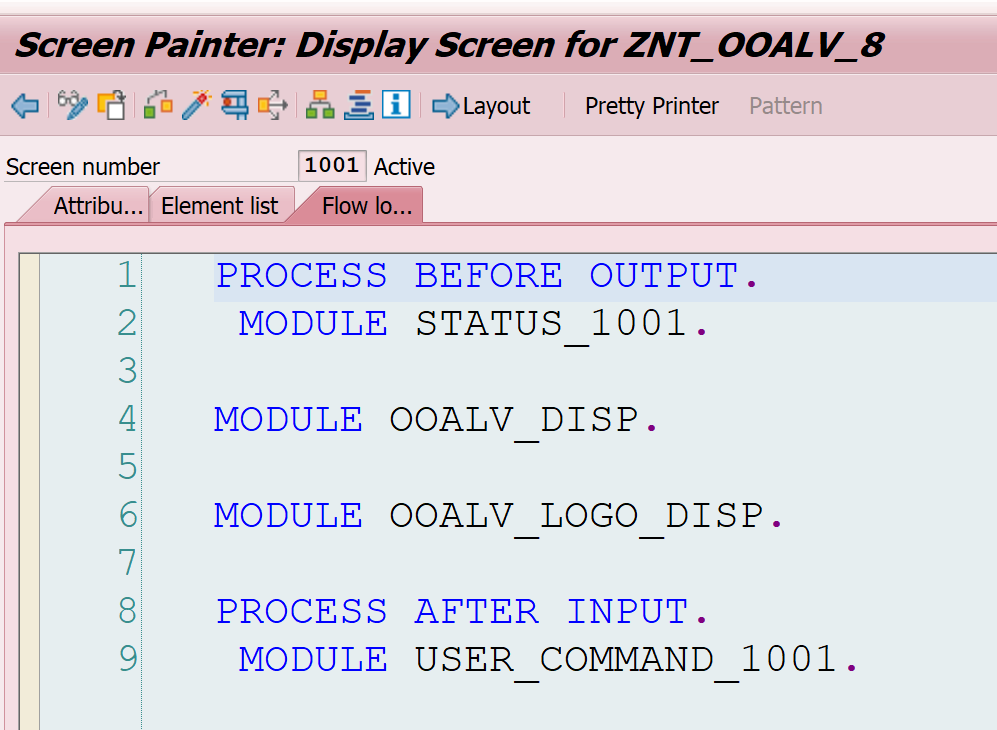 Screen Painter: Display Screen for ZNT_OOALV_8
Layout Pretty Printer Pattern
Screen number 1001 Active
Attribu... Element list Flow lo...
1 PROCESS BEFORE OUTPUT.
2 MODULE STATUS_1001.
3
4 MODULE OOALV_DISP.
5
6 MODULE OOALV_LOGO_DISP.
7
8 PROCESS AFTER INPUT.
9 MODULE USER_COMMAND_1001.